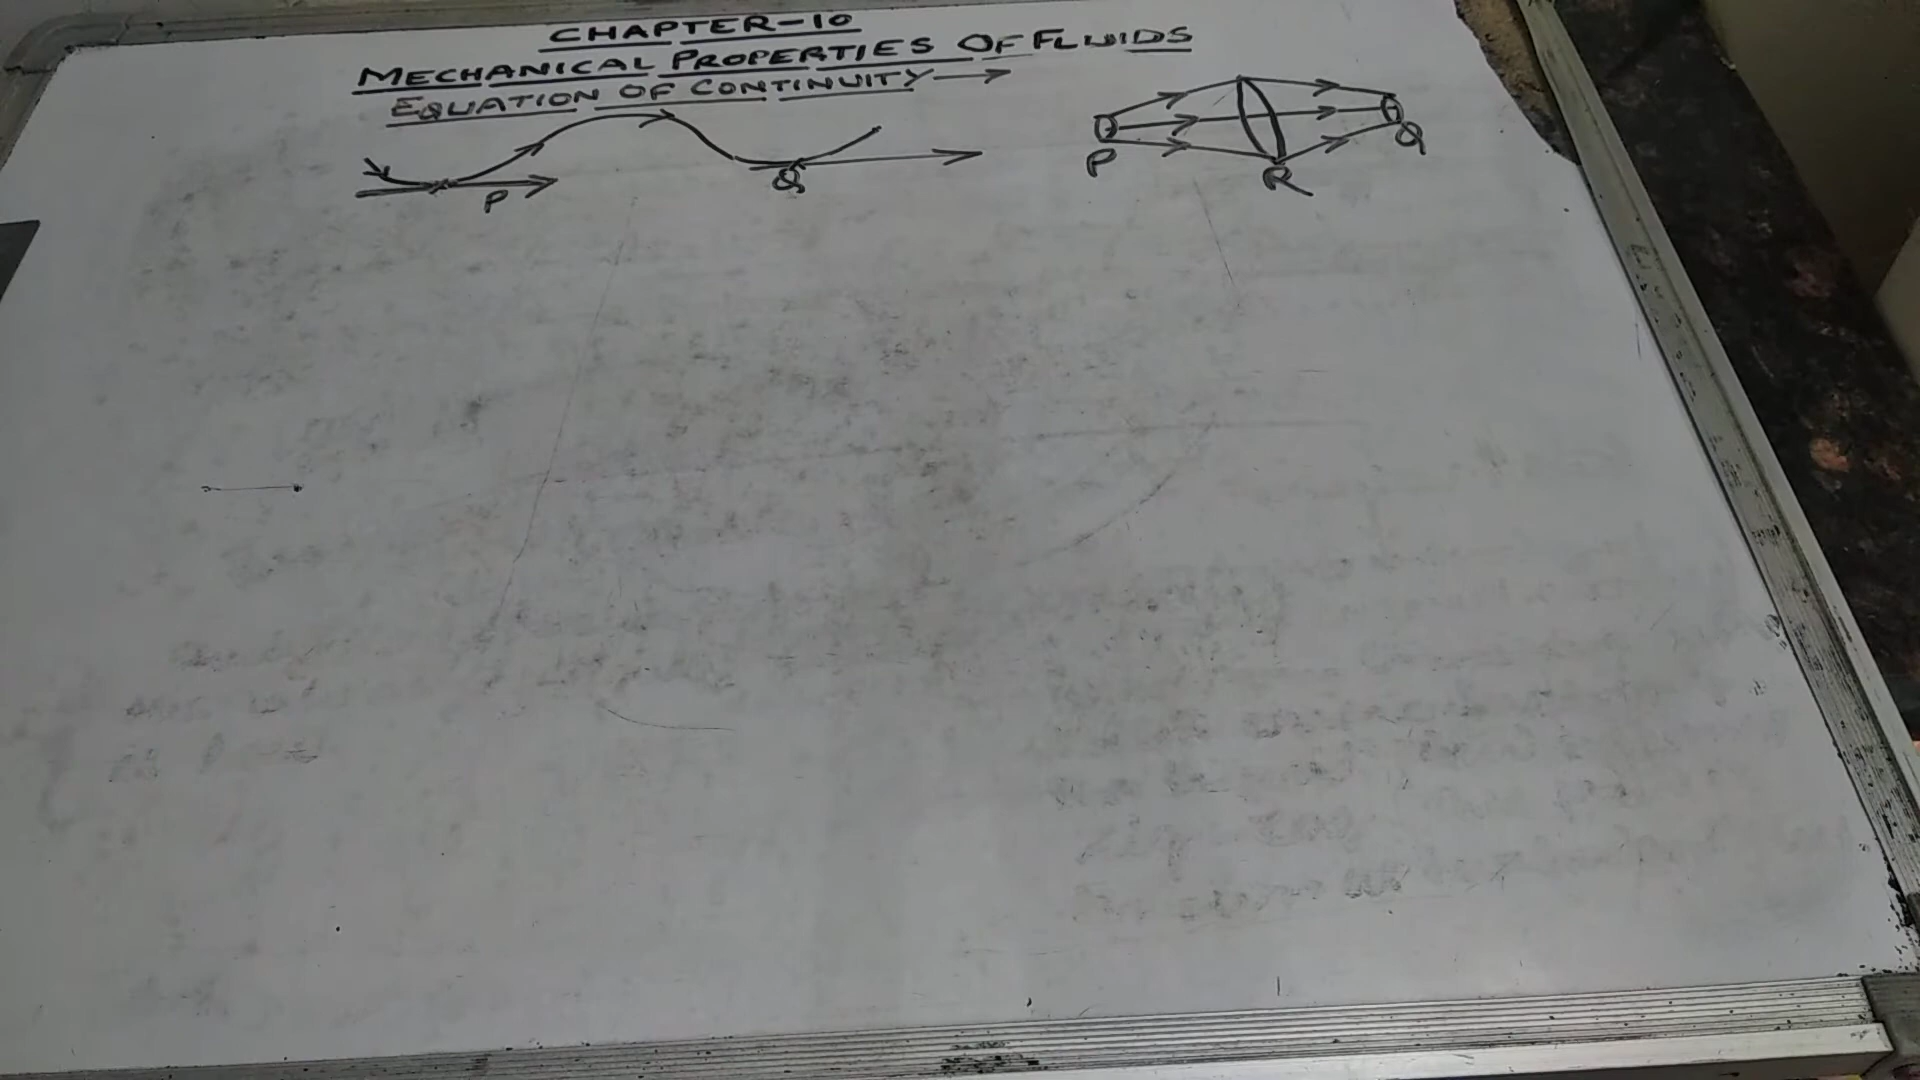 CHAPTER-10
MECHANICAL PROPERTIES OF FLUIDS
EQUATION OF CONTINUITY →
P
Q
P
R
Q